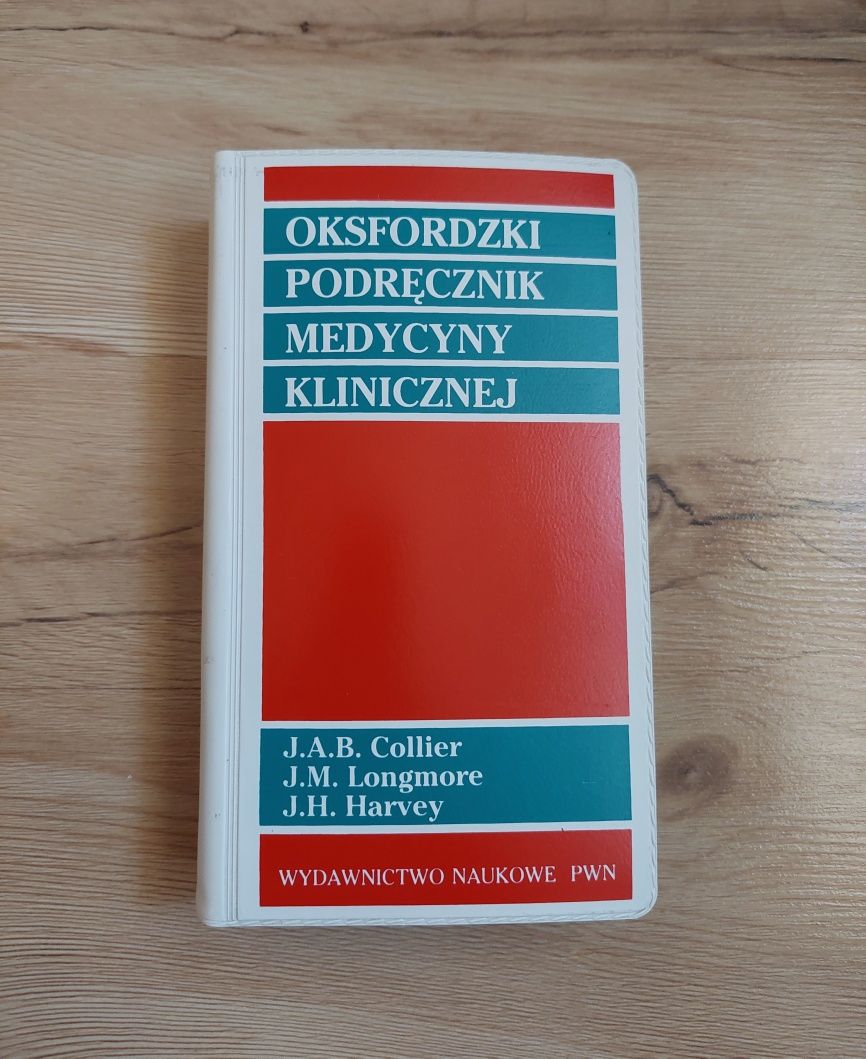 OKSFORDZKI
PODRĘCZNIK
MEDYCYNY
KLINICZNEJ
J.A.B. Collier
J.M. Longmore
J.H. Harvey
WYDAWNICTWO NAUKOWE PWN